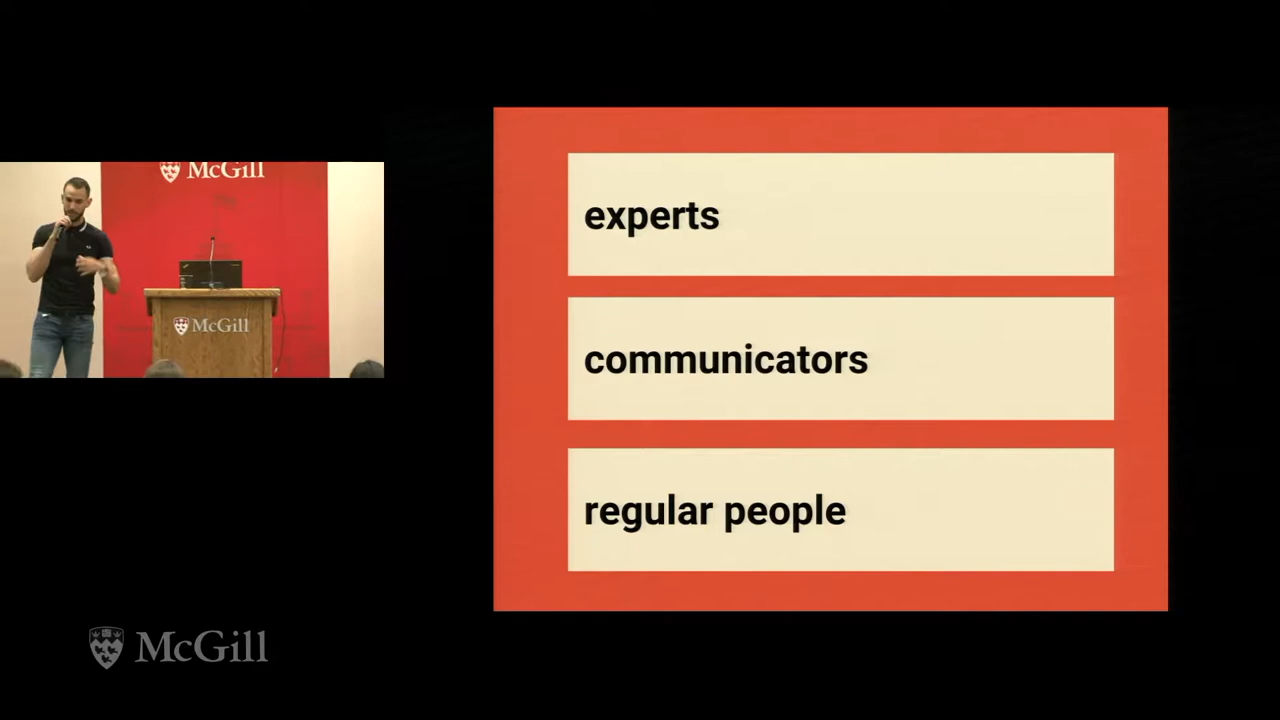 McGill
McGill
experts
communicators
regular people
McGill